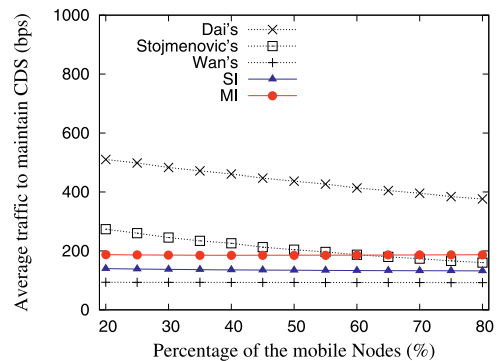 Average traffic to maintain CDS (bps)
1000
800
600
400
200
0
Dai's
Stojmenovic's
Wan's
SI
MI
20 30 40 50 60 70 80
Percentage of the mobile Nodes (%)